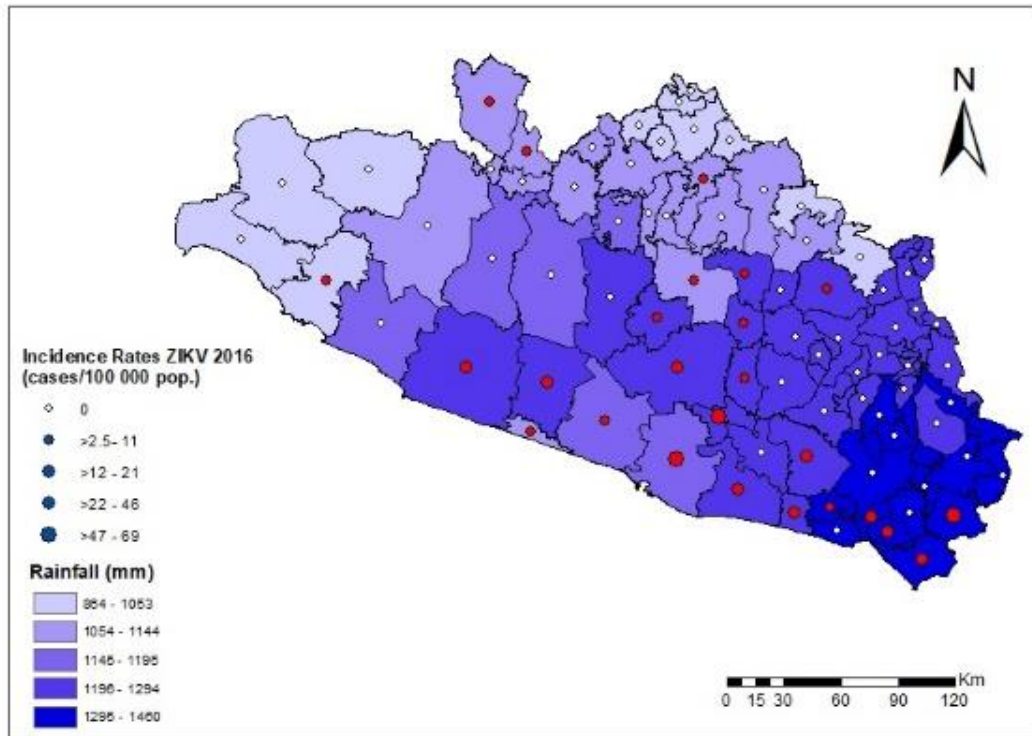 N
Incidence Rates ZIKV 2016
(cases/100 000 pop.)
0
>2.5- 11
>12 - 21
>22 - 46
>47 - 69
Rainfall (mm)
864 - 1053
1054 - 1144
1145 - 1195
1196 - 1294
1295 - 1460
Km
0 15 30 60 90 120